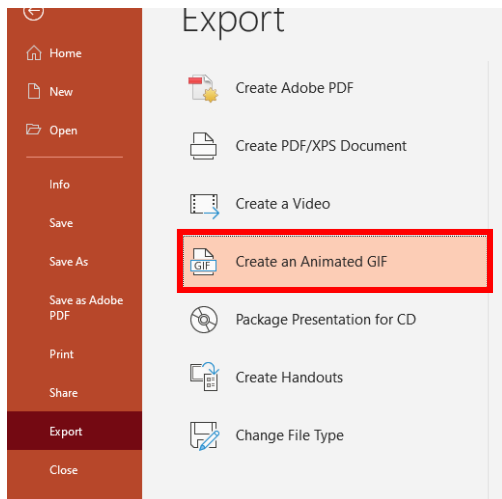 Export
Home
New
Open
Info
Save
Save As
Save as Adobe
PDF
Print
Share
Export
Close
Create Adobe PDF
Create PDF/XPS Document
Create a Video
GIF
Create an Animated GIF
Package Presentation for CD
Create Handouts
Change File Type